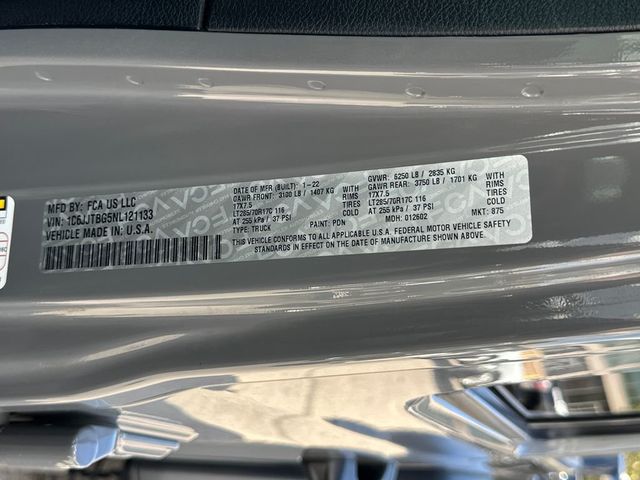 MFD BY: FCA US LLC
VIN: 1C6JJTBG5NL121133
VEHICLE MADE IN: U.S.A.
DATE OF MFR (BUILT): 1-22
GVWR: 6250 LB / 2835 KG
GAWR FRONT: 3100 LB / 1407 KG WITH
GAWR REAR: 3750 LB / 1701 KG WITH
17X7.5 RIMS
17X7.5 RIMS
LT285/70R17C 116 TIRES
LT285/70R17C 116 TIRES
AT 255 kPa / 37 PSI COLD
AT 255 kPa / 37 PSI COLD
TYPE: TRUCK
PAINT: PDN
MDH: 012602
MKT: 875
THIS VEHICLE CONFORMS TO ALL APPLICABLE U.S.A. FEDERAL MOTOR VEHICLE SAFETY
STANDARDS IN EFFECT ON THE DATE OF MANUFACTURE SHOWN ABOVE.